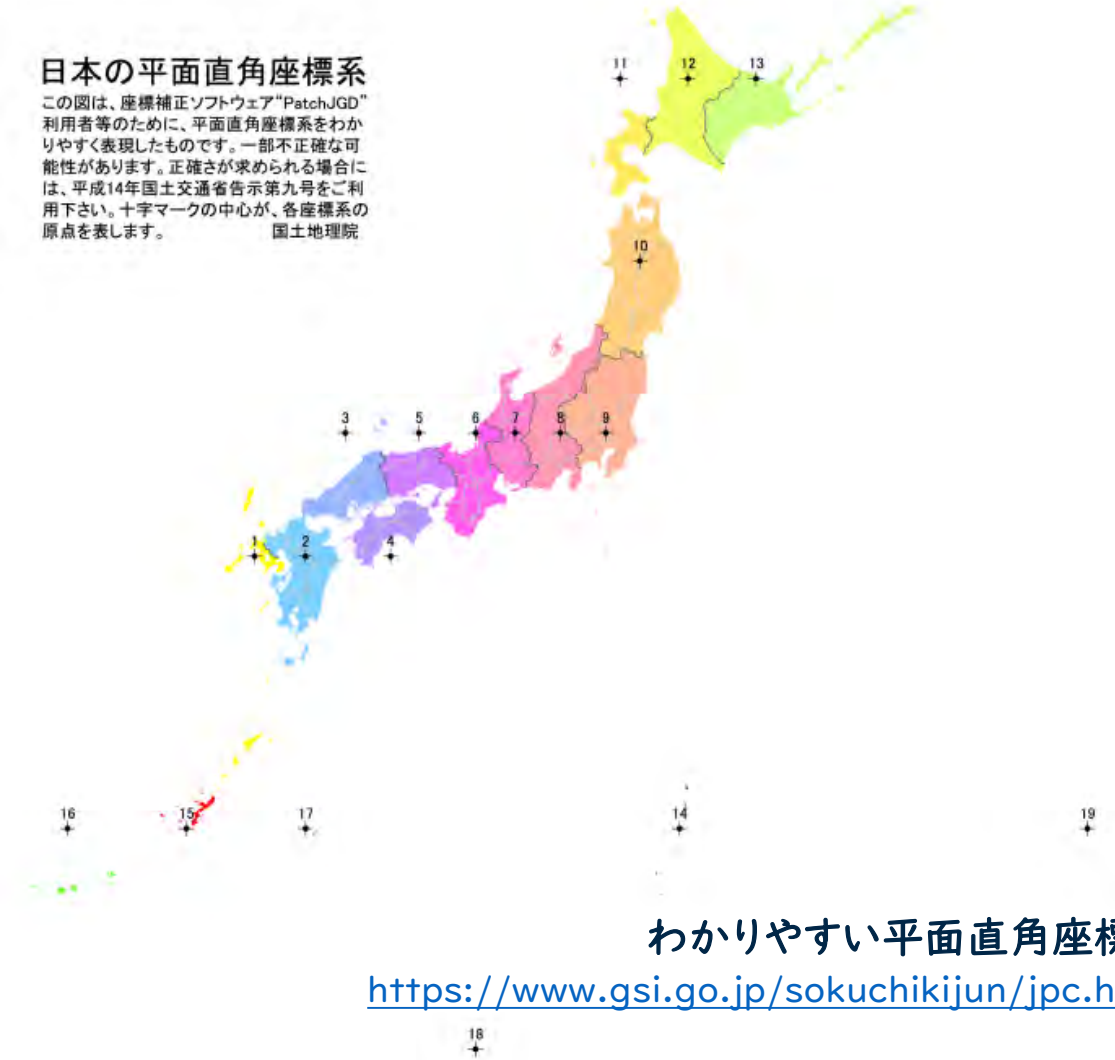 日本の平面直角座標系
この図は、座標補正ソフトウェア“PatchJGD”
利用者等のために、平面直角座標系をわか
りやすく表現したものです。一部不正確な可
能性があります。正確さが求められる場合に
は、平成14年国土交通省告示第九号をご利
用下さい。十字マークの中心が、各座標系の
原点を表します。 国土地理院
11 12 13
10
3 5 6 7 8 9
1 2 4
16 15 17 14 19
わかりやすい平面直角座標
https://www.gsi.go.jp/sokuchikijun/jpc.h
18